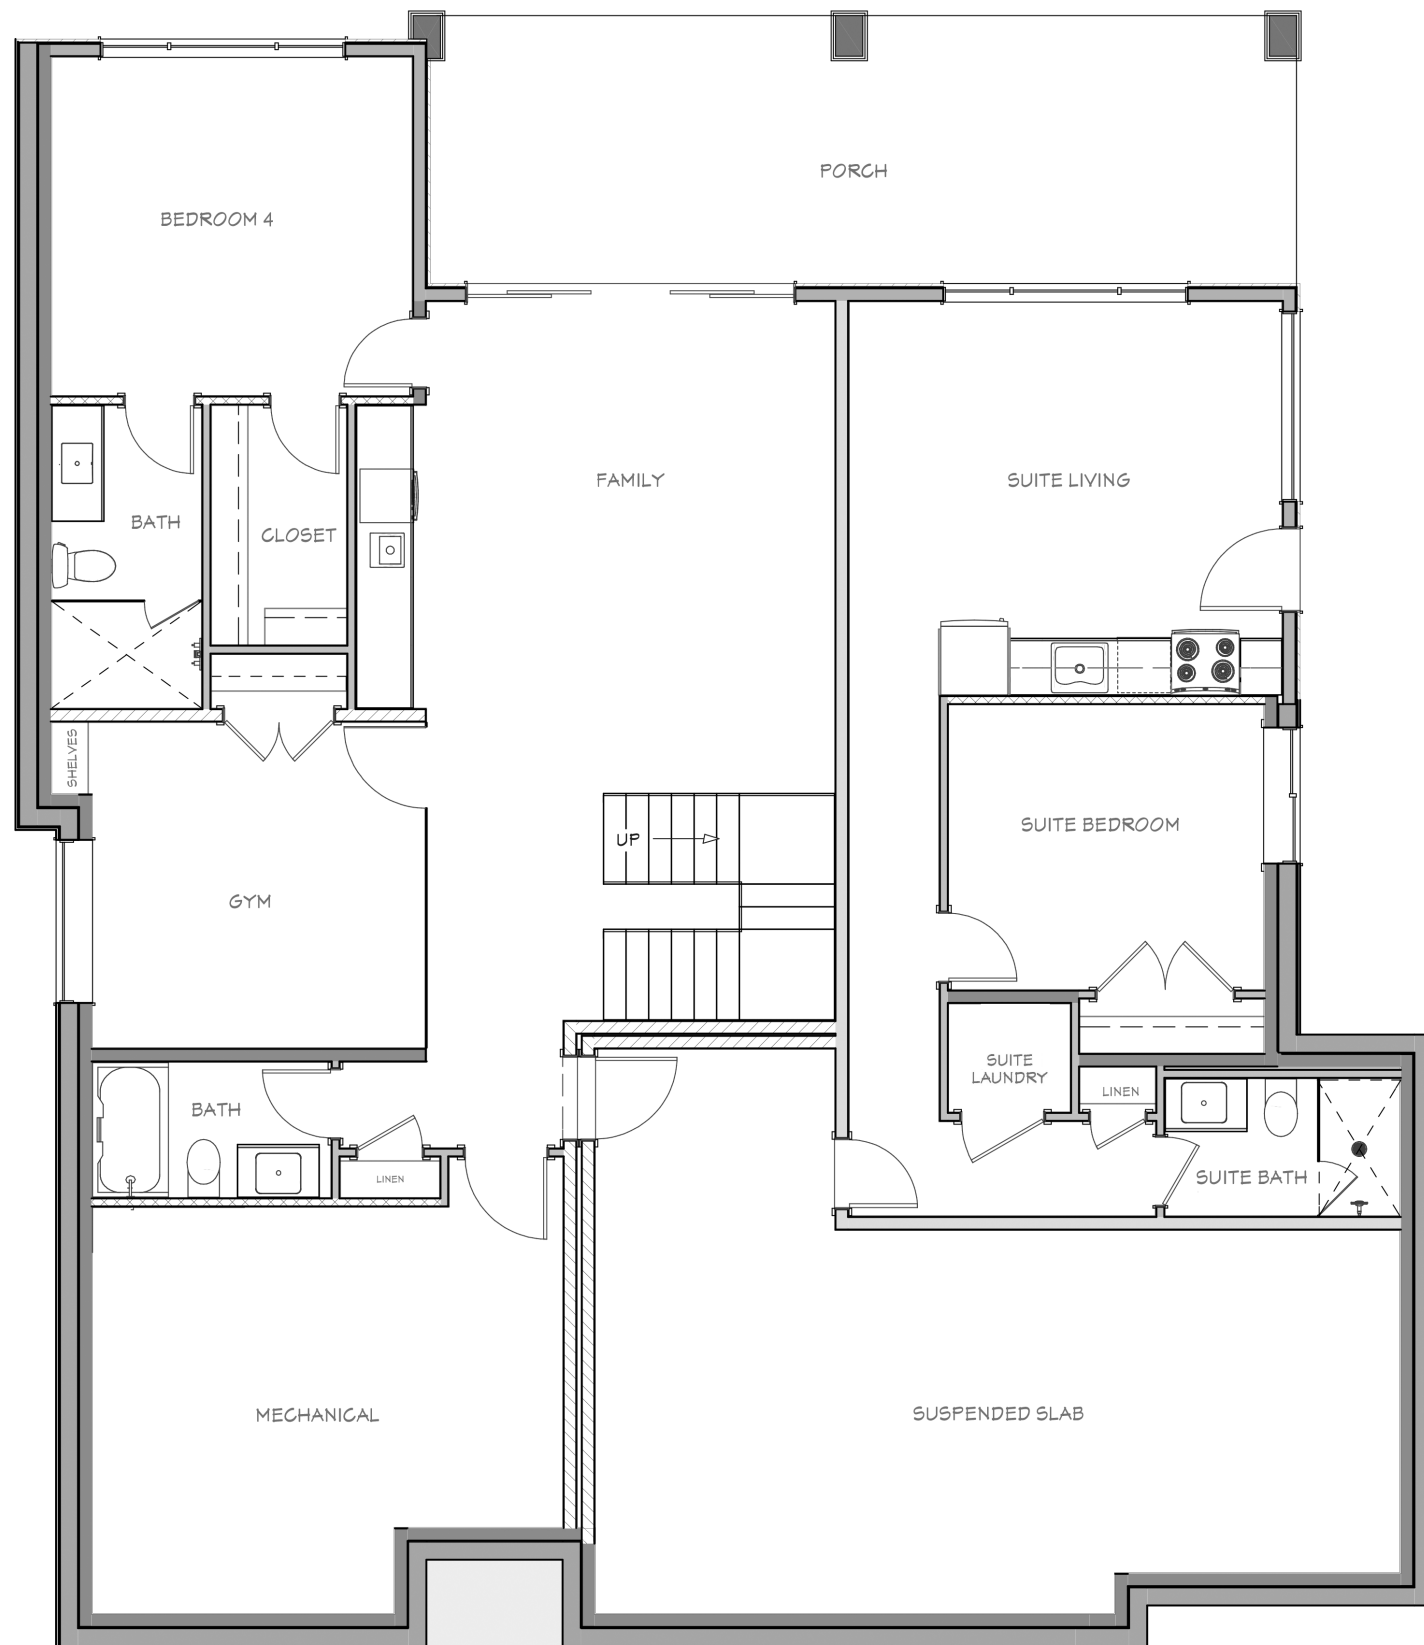 PORCH
BEDROOM 4
FAMILY
SUITE LIVING
BATH
CLOSET
SHELVES
SUITE BEDROOM
UP
GYM
SUITE
LAUNDRY
LINEN
BATH
SUITE BATH
LINEN
MECHANICAL
SUSPENDED SLAB